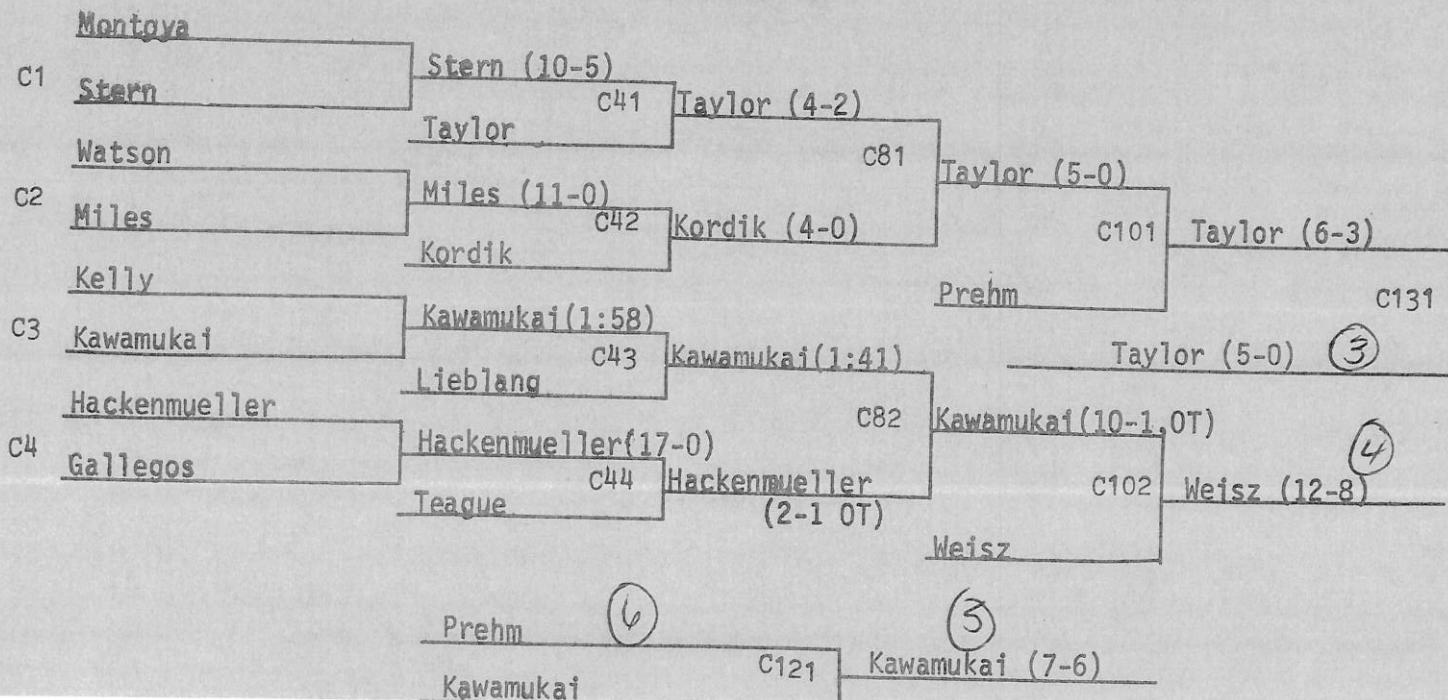 Montoya
C1 Stern (10-5)
Stern C41 Taylor (4-2)
Taylor
Watson C81 Taylor (5-0)
C2 Miles (11-0)
Miles C42 Kordik (4-0) C101 Taylor (6-3)
Kordik
Kelly Prehm C131
C3 Kawamukai(1:58)
Kawamukai C43 Kawamukai(1:41) Taylor (5-0) 3
Lieblang
Hackenmueller C82 Kawamukai(10-1,OT) 4
C4 Hackenmueller(17-0)
Gallegos C44 Hackenmueller C102 Weisz (12-8)
Teague (2-1 OT)
Weisz
Prehm 6 5
C121 Kawamukai (7-6)
Kawamukai